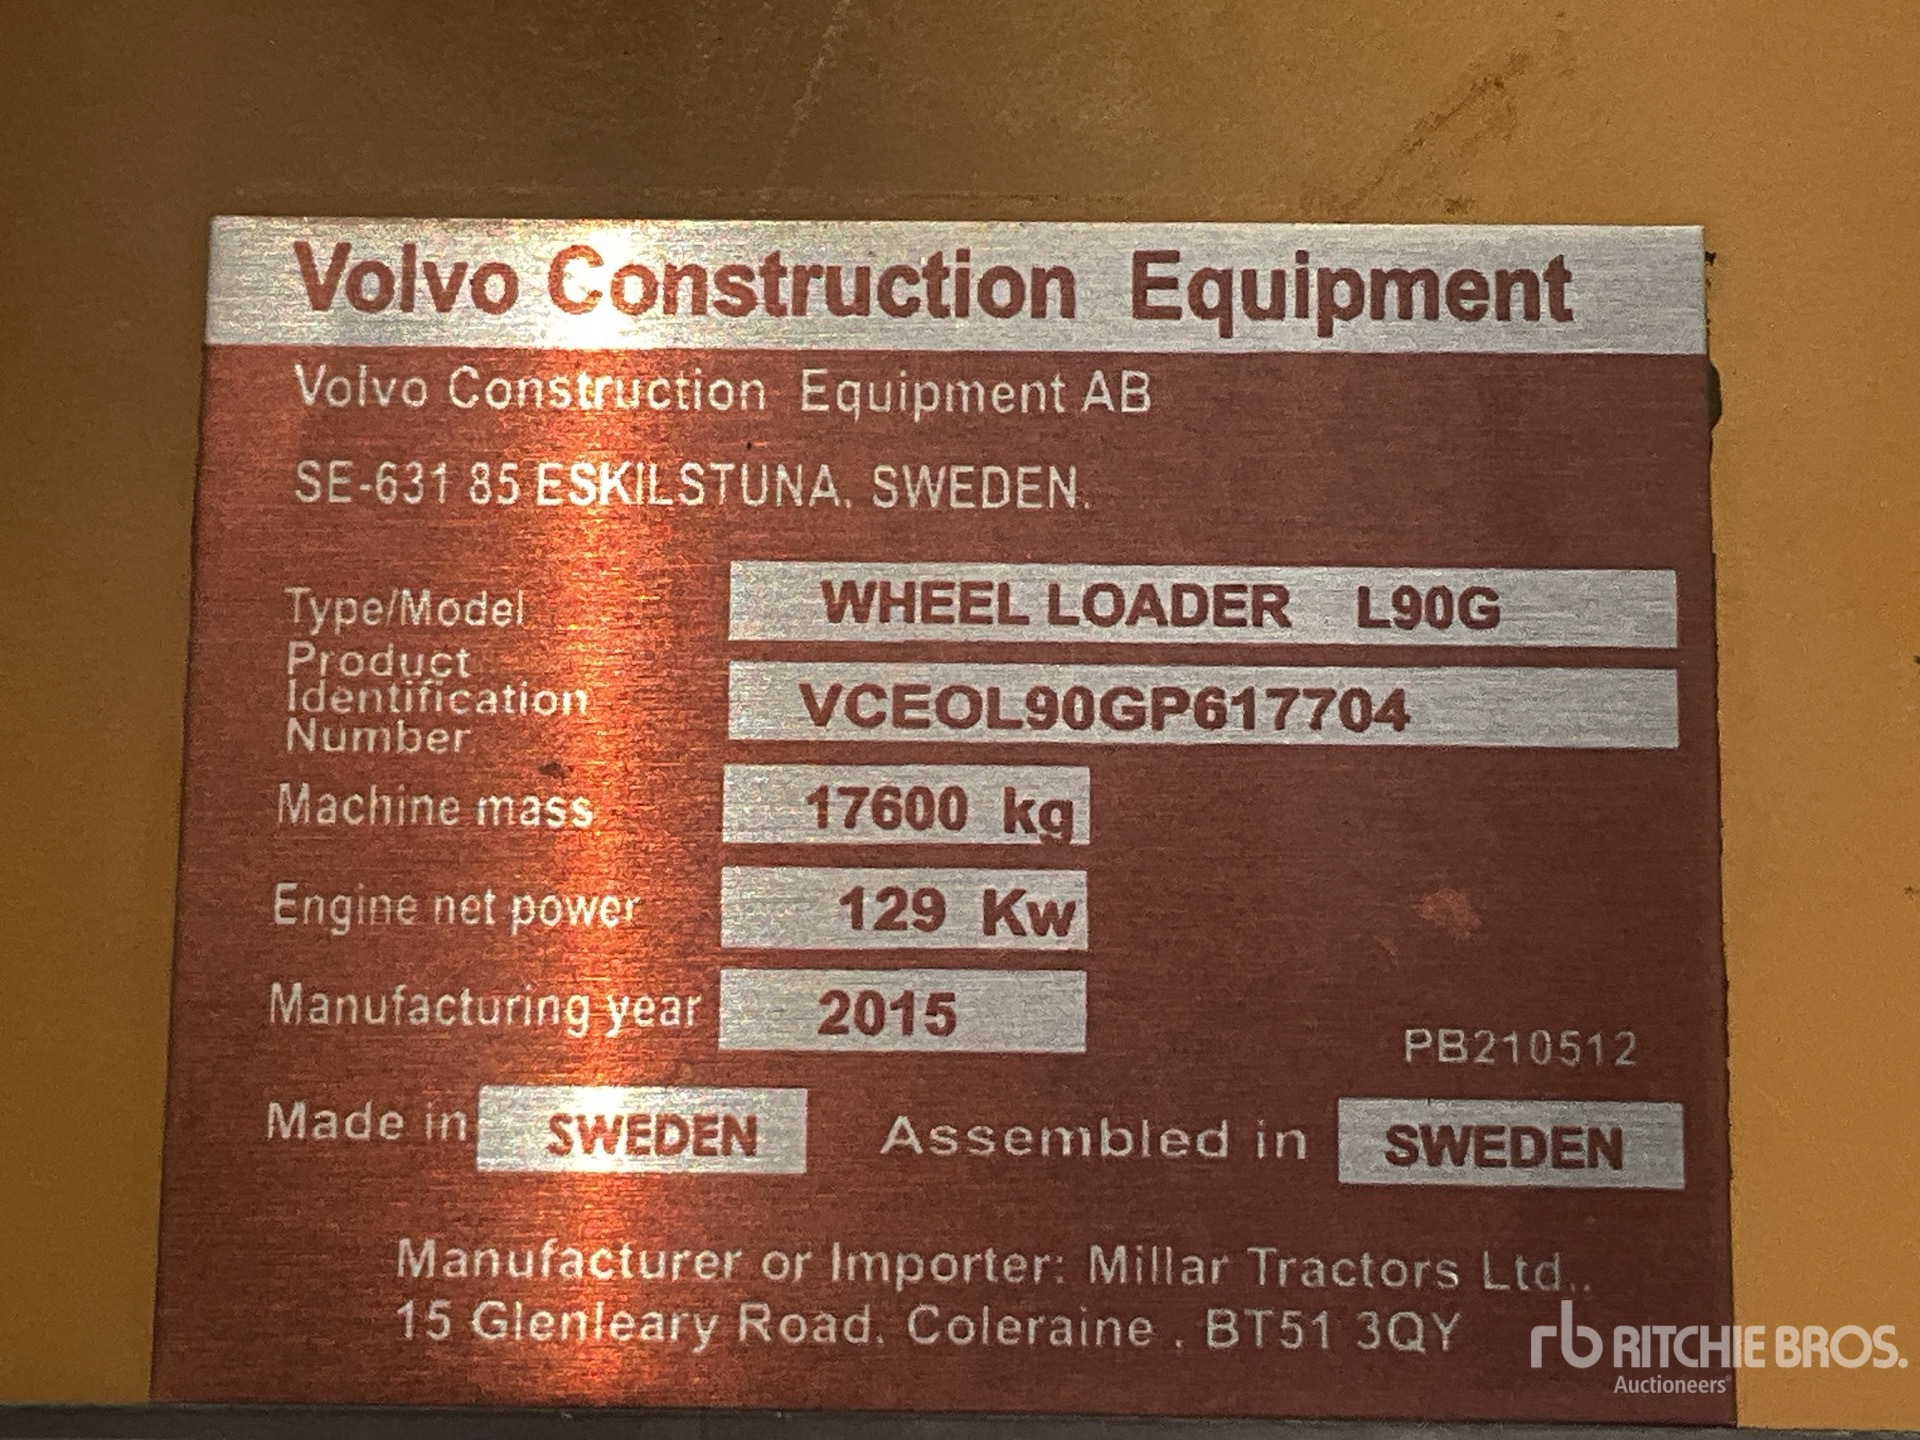 Volvo Construction Equipment
Volvo Construction Equipment AB
SE-631 85 ESKILSTUNA, SWEDEN.
Type/Model WHEEL LOADER L90G
Product
Identification
Number VCEOL90GP617704
Machine mass 17600 kg
Engine net power 129 Kw
Manufacturing year 2015
PB210512
Made in SWEDEN Assembled in SWEDEN
Manufacturer or Importer: Millar Tractors Ltd..
15 Glenleary Road. Coleraine , BT51 3QY
rb RITCHIE BROS.
Auctioneers